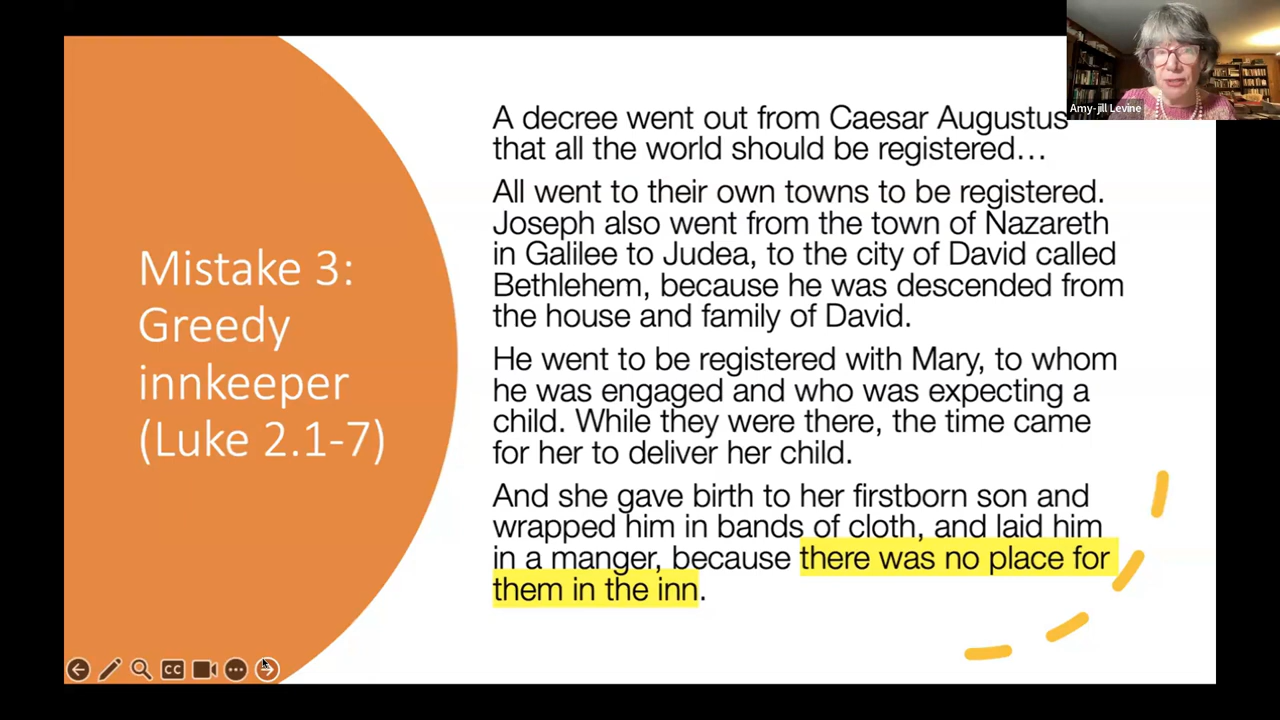 Mistake 3:
Greedy
innkeeper
(Luke 2.1-7)
A decree went out from Caesar Augustus
that all the world should be registered…
All went to their own towns to be registered.
Joseph also went from the town of Nazareth
in Galilee to Judea, to the city of David called
Bethlehem, because he was descended from
the house and family of David.
He went to be registered with Mary, to whom
he was engaged and who was expecting a
child. While they were there, the time came
for her to deliver her child.
And she gave birth to her firstborn son and
wrapped him in bands of cloth, and laid him
in a manger, because there was no place for
them in the inn.
Amy-jill Levine
CC